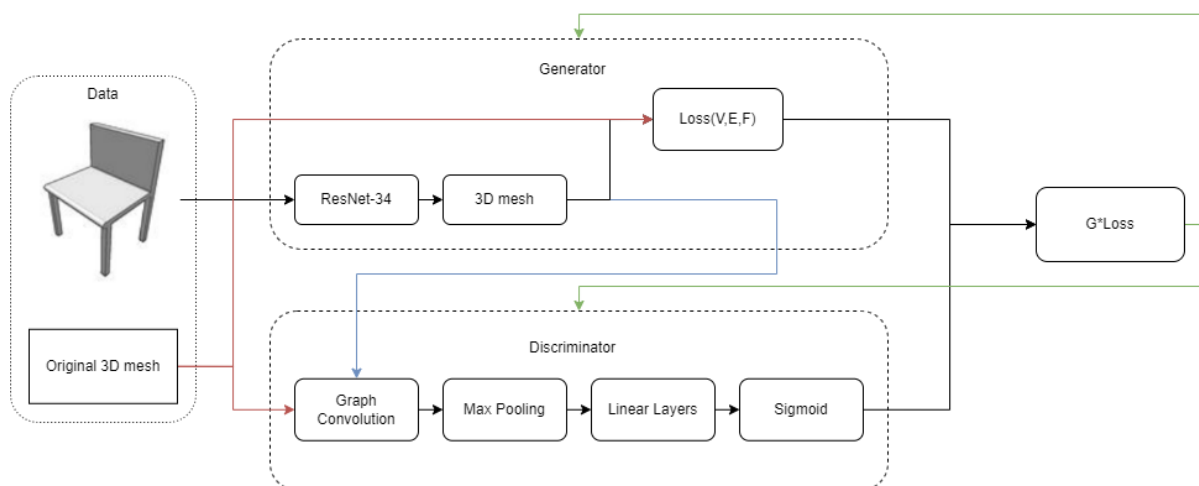 Generator
Data
Loss(V,E,F)
ResNet-34
3D mesh
G*Loss
Original 3D mesh
Discriminator
Graph
Convolution
Max Pooling
Linear Layers
Sigmoid